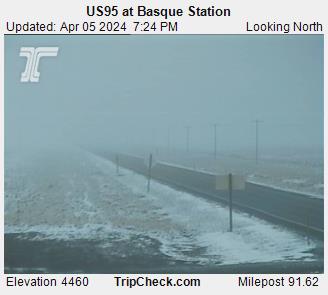 US95 at Basque Station
Updated: Apr 05 2024 7:24 PM Looking North
Elevation 4460 TripCheck.com Milepost 91.62